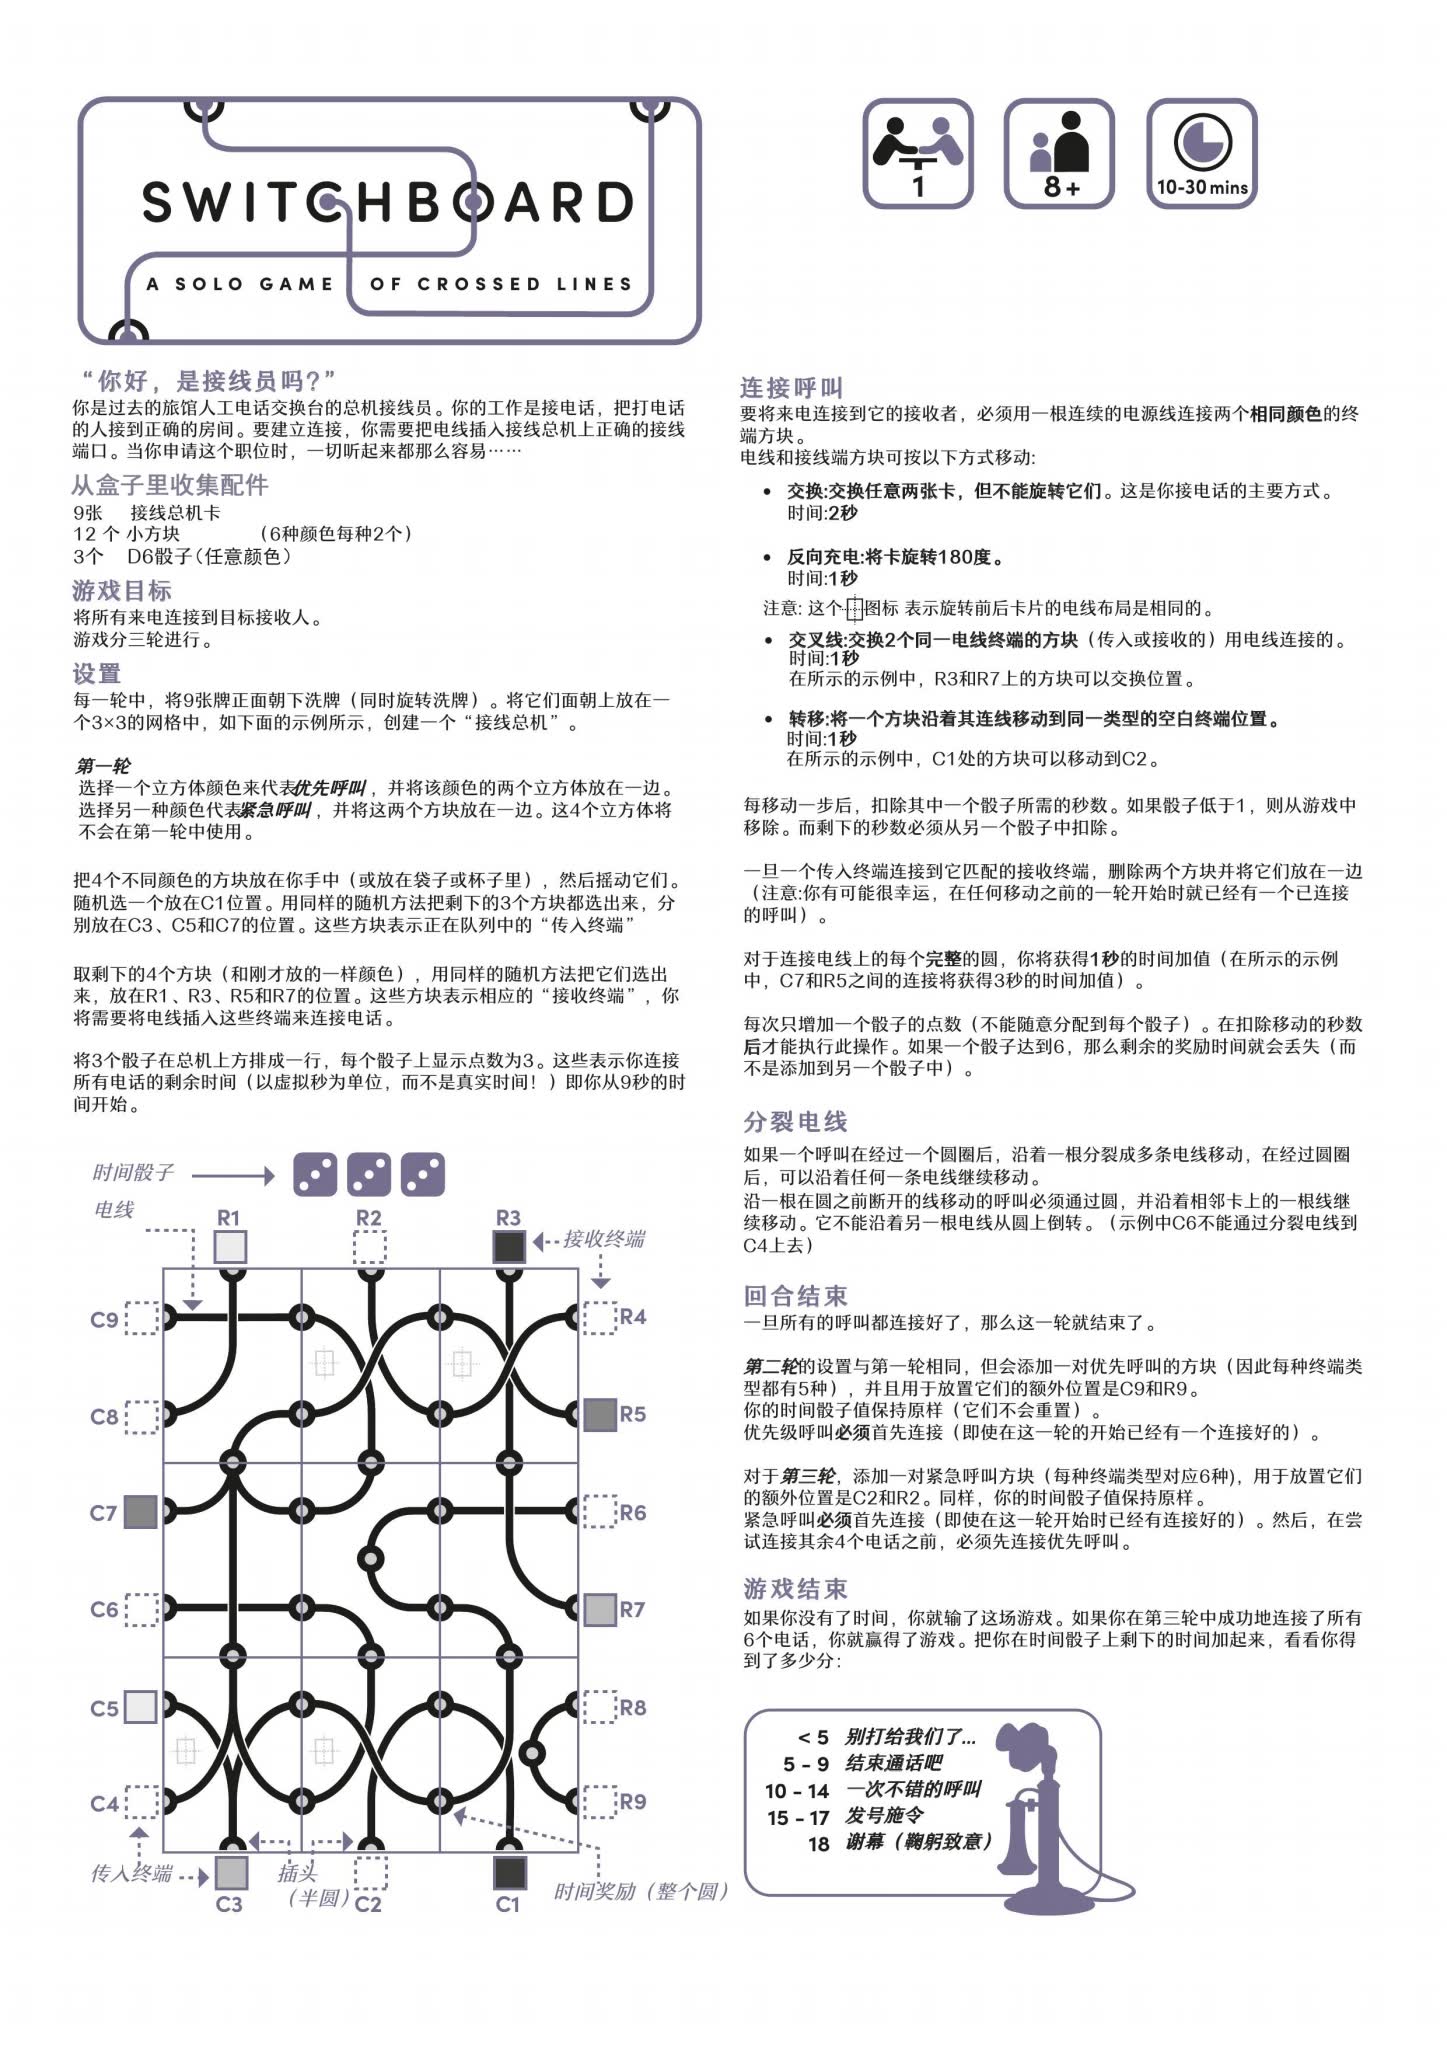 SWITCHBOARD
A SOLO GAME OF CROSSED LINES
1
8+
10-30 mins
“你好，是接线员吗？”
你是过去的旅馆人工电话交换台的总机接线员。你的工作是接电话，把打电话
的人接到正确的房间。要建立连接，你需要把电线插入接线总机上正确的接线
端口。当你申请这个职位时，一切听起来都那么容易……
从盒子里收集配件
9张 接线总机卡
12 个 小方块 （6种颜色每种2个）
3个 D6骰子（任意颜色）
游戏目标
将所有来电连接到目标接收人。
游戏分三轮进行。
设置
每一轮中，将9张牌正面朝下洗牌（同时旋转洗牌）。将它们面朝上放在一
个3×3的网格中，如下面的示例所示，创建一个“接线总机”。
第一轮
选择一个立方体颜色来代表优先呼叫，并将该颜色的两个立方体放在一边。
选择另一种颜色代表紧急呼叫，并将这两个方块放在一边。这4个立方体将
不会在第一轮中使用。
把4个不同颜色的方块放在你手中（或放在袋子或杯子里），然后摇动它们。
随机选一个放在C1位置。用同样的随机方法把剩下的3个方块都选出来，分
别放在C3、C5和C7的位置。这些方块表示正在队列中的“传入终端”
取剩下的4个方块（和刚才放的一样颜色），用同样的随机方法把它们选出
来，放在R1、R3、R5和R7的位置。这些方块表示相应的“接收终端”，你
将需要将电线插入这些终端来连接电话。
将3个骰子在总机上方排成一行，每个骰子上显示点数为3。这些表示你连接
所有电话的剩余时间（以虚拟秒为单位，而不是真实时间！）即你从9秒的时
间开始。
时间骰子
电线
R1 R2 R3
接收终端
C9 R4
C8 R5
C7 R6
C6 R7
C5 R8
C4 R9
传入终端
插头
（半圆）
时间奖励（整个圆）
C3 C2 C1
连接呼叫
要将来电连接到它的接收者，必须用一根连续的电源线连接两个相同颜色的终
端方块。
电线和接线端方块可按以下方式移动:
• 交换:交换任意两张卡，但不能旋转它们。这是你接电话的主要方式。
时间:2秒
• 反向充电:将卡旋转180度。
时间:1秒
注意: 这个图标 表示旋转前后卡片的电线布局是相同的。
• 交叉线:交换2个同一电线终端的方块（传入或接收的）用电线连接的。
时间:1秒
在所示的示例中，R3和R7上的方块可以交换位置。
• 转移:将一个方块沿着其连线移动到同一类型的空白终端位置。
时间:1秒
在所示的示例中，C1处的方块可以移动到C2。
每移动一步后，扣除其中一个骰子所需的秒数。如果骰子低于1，则从游戏中
移除。而剩下的秒数必须从另一个骰子中扣除。
一旦一个传入终端连接到它匹配的接收终端，删除两个方块并将它们放在一边
（注意:你有可能很幸运，在任何移动之前的一轮开始时就已经有一个已连接
的呼叫）。
对于连接电线上的每个完整的圆，你将获得1秒的时间加值（在所示的示例
中，C7和R5之间的连接将获得3秒的时间加值）。
每次只增加一个骰子的点数（不能随意分配到每个骰子）。在扣除移动的秒数
后才能执行此操作。如果一个骰子达到6，那么剩余的奖励时间就会丢失（而
不是添加到另一个骰子中）。
分裂电线
如果一个呼叫在经过一个圆圈后，沿着一根分裂成多条电线移动，在经过圆圈
后，可以沿着任何一条电线继续移动。
沿一根在圆之前断开的线移动的呼叫必须通过圆，并沿着相邻卡上的一根线继
续移动。它不能沿着另一根电线从圆上倒转。（示例中C6不能通过分裂电线到
C4上去）
回合结束
一旦所有的呼叫都连接好了，那么这一轮就结束了。
第二轮的设置与第一轮相同，但会添加一对优先呼叫的方块（因此每种终端类
型都有5种），并且用于放置它们的额外位置是C9和R9。
你的时间骰子值保持原样（它们不会重置）。
优先级呼叫必须首先连接（即使在这一轮的开始已经有一个连接好的）。
对于第三轮，添加一对紧急呼叫方块（每种终端类型对应6种)，用于放置它们
的额外位置是C2和R2。同样，你的时间骰子值保持原样。
紧急呼叫必须首先连接（即使在这一轮开始时已经有连接好的）。然后，在尝
试连接其余4个电话之前，必须先连接优先呼叫。
游戏结束
如果你没有了时间，你就输了这场游戏。如果你在第三轮中成功地连接了所有
6个电话，你就赢得了游戏。把你在时间骰子上剩下的时间加起来，看看你得
到了多少分：
< 5 别打给我们了...
5 - 9 结束通话吧
10 - 14 一次不错的呼叫
15 - 17 发号施令
18 谢幕（鞠躬致意）